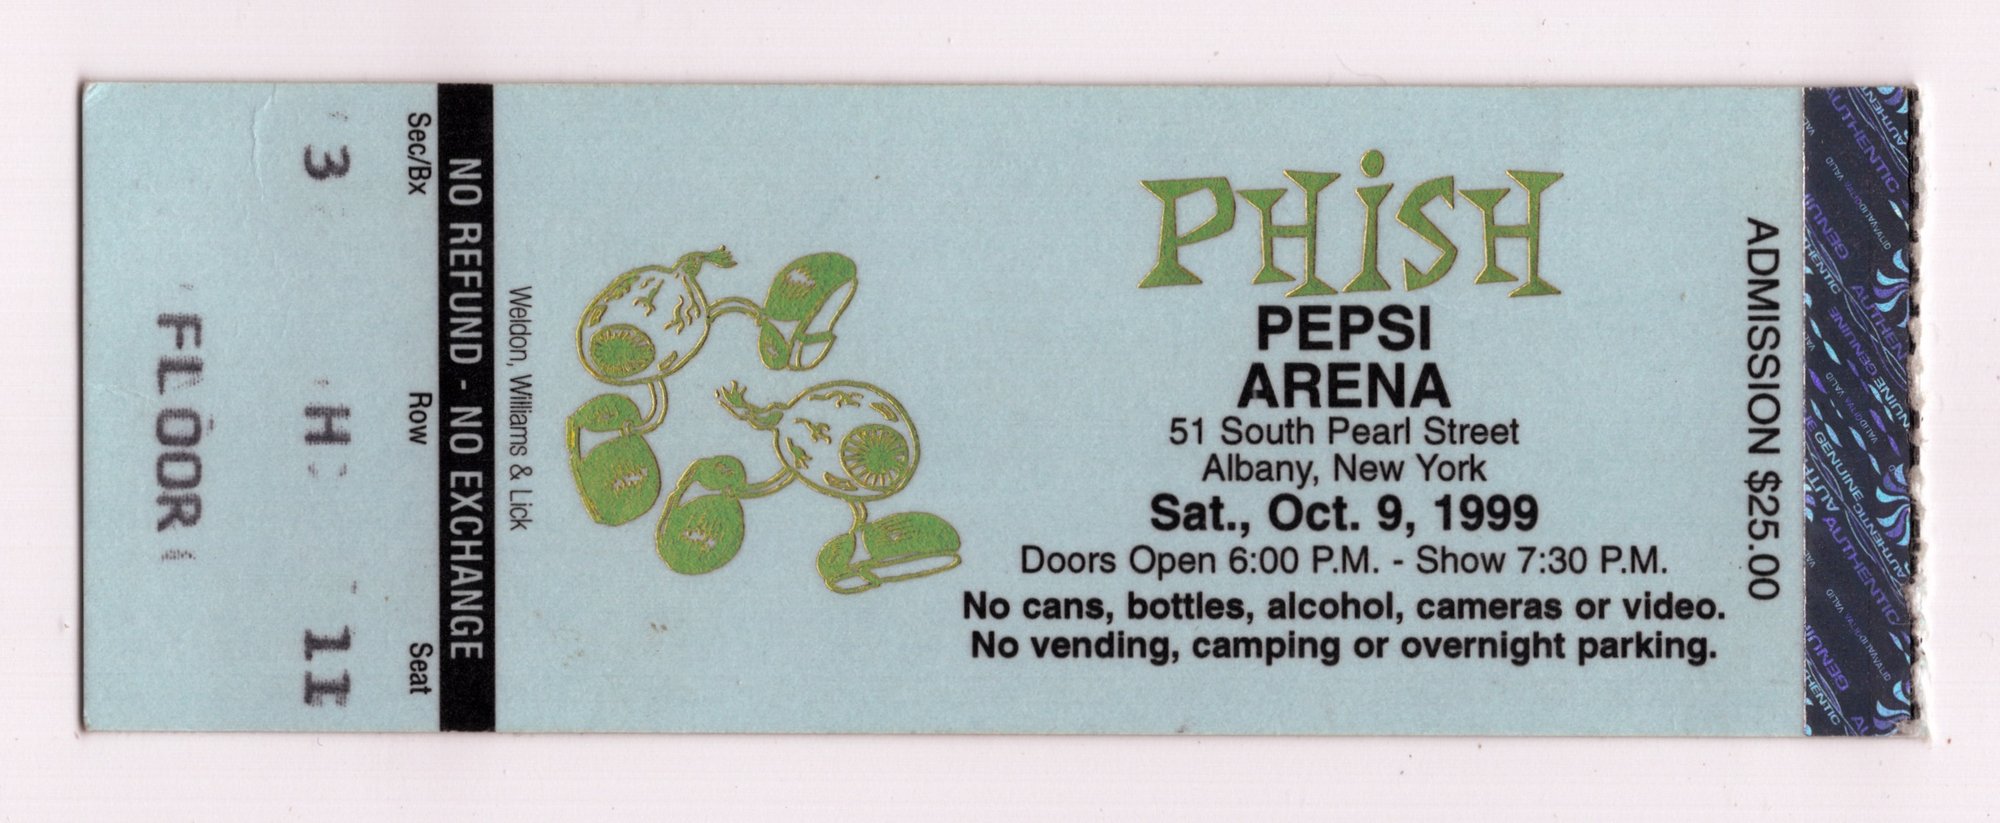 PHiSH
PEPSI
ARENA
51 South Pearl Street
Albany, New York
Sat., Oct. 9, 1999
Doors Open 6:00 P.M. - Show 7:30 P.M.
No cans, bottles, alcohol, cameras or video.
No vending, camping or overnight parking.
ADMISSION $25.00
Weldon, Williams & Lick
NO REFUND - NO EXCHANGE
Sec/Bx Row Seat
3 H 11
FLOOR
AUTHENTIC
GENUINE
VALID